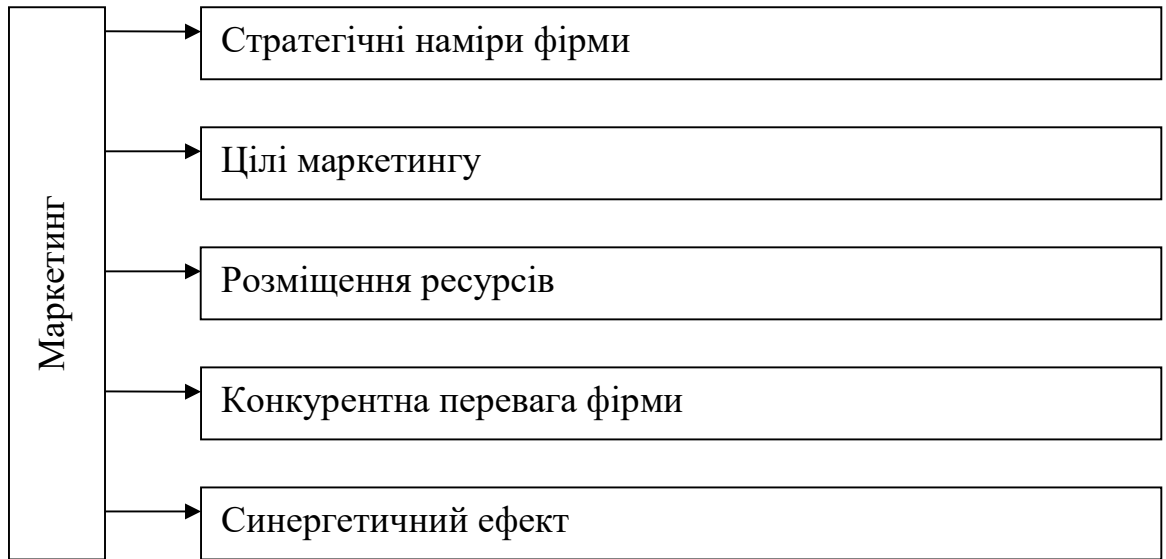 Маркетинг
Стратегічні наміри фірми
Цілі маркетингу
Розміщення ресурсів
Конкурентна перевага фірми
Синергетичний ефект